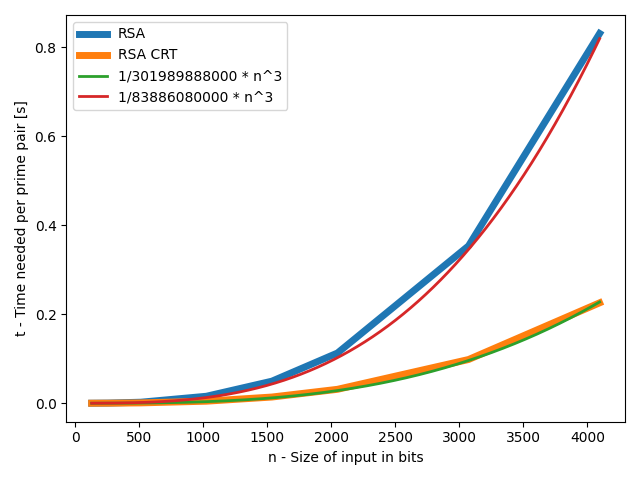 RSA
RSA CRT
1/301989888000 * n^3
1/83886080000 * n^3
t - Time needed per prime pair [s]
0.8
0.6
0.4
0.2
0.0
0 500 1000 1500 2000 2500 3000 3500 4000
n - Size of input in bits